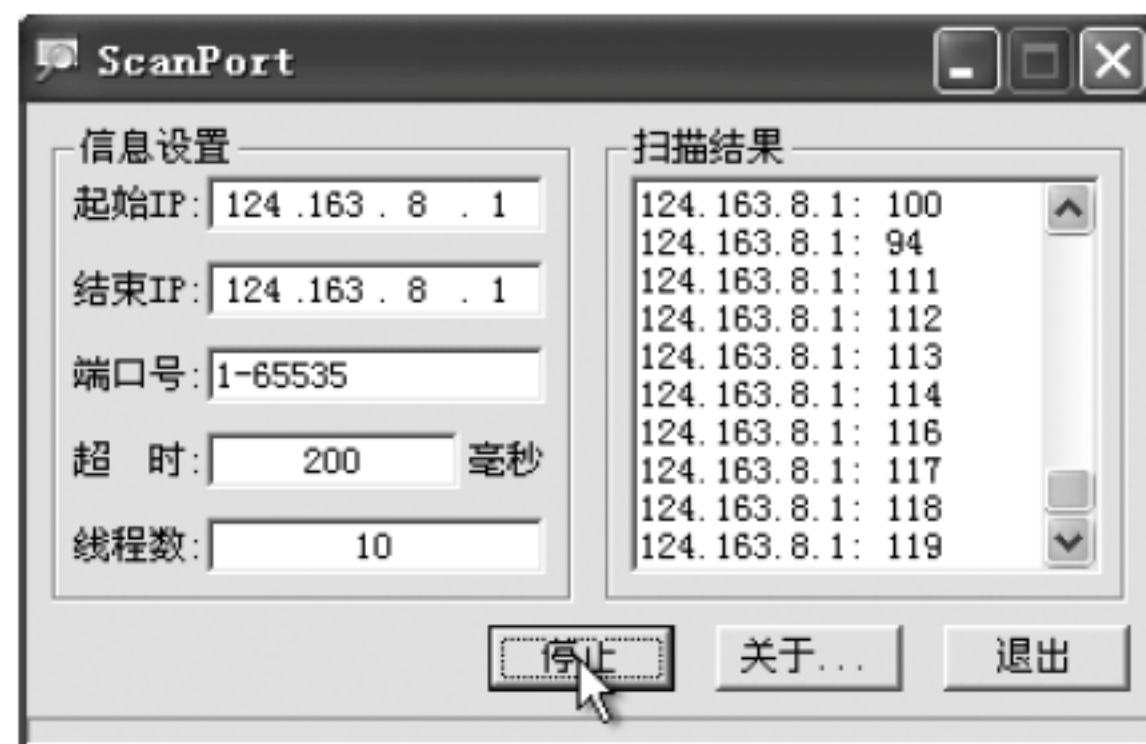 ScanPort
信息设置
起始IP: 124 .163 . 8 . 1
结束IP: 124 .163 . 8 . 1
端口号: 1-65535
超 时: 200 毫秒
线程数: 10
扫描结果
124.163.8.1: 100
124.163.8.1: 94
124.163.8.1: 111
124.163.8.1: 112
124.163.8.1: 113
124.163.8.1: 114
124.163.8.1: 116
124.163.8.1: 117
124.163.8.1: 118
124.163.8.1: 119
停止 关于... 退出